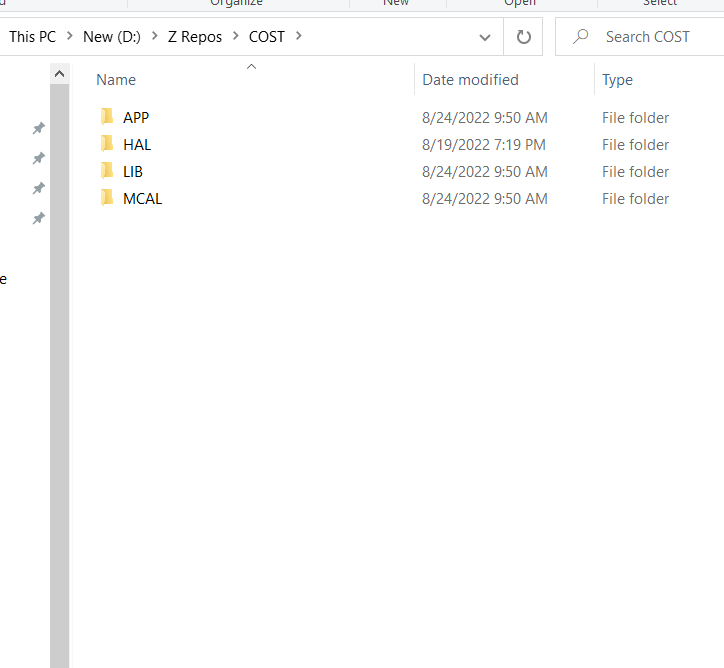 Organize New Open Select
This PC New (D:) Z Repos COST Search COST
Name Date modified Type
APP 8/24/2022 9:50 AM File folder
HAL 8/19/2022 7:19 PM File folder
LIB 8/24/2022 9:50 AM File folder
MCAL 8/24/2022 9:50 AM File folder
e